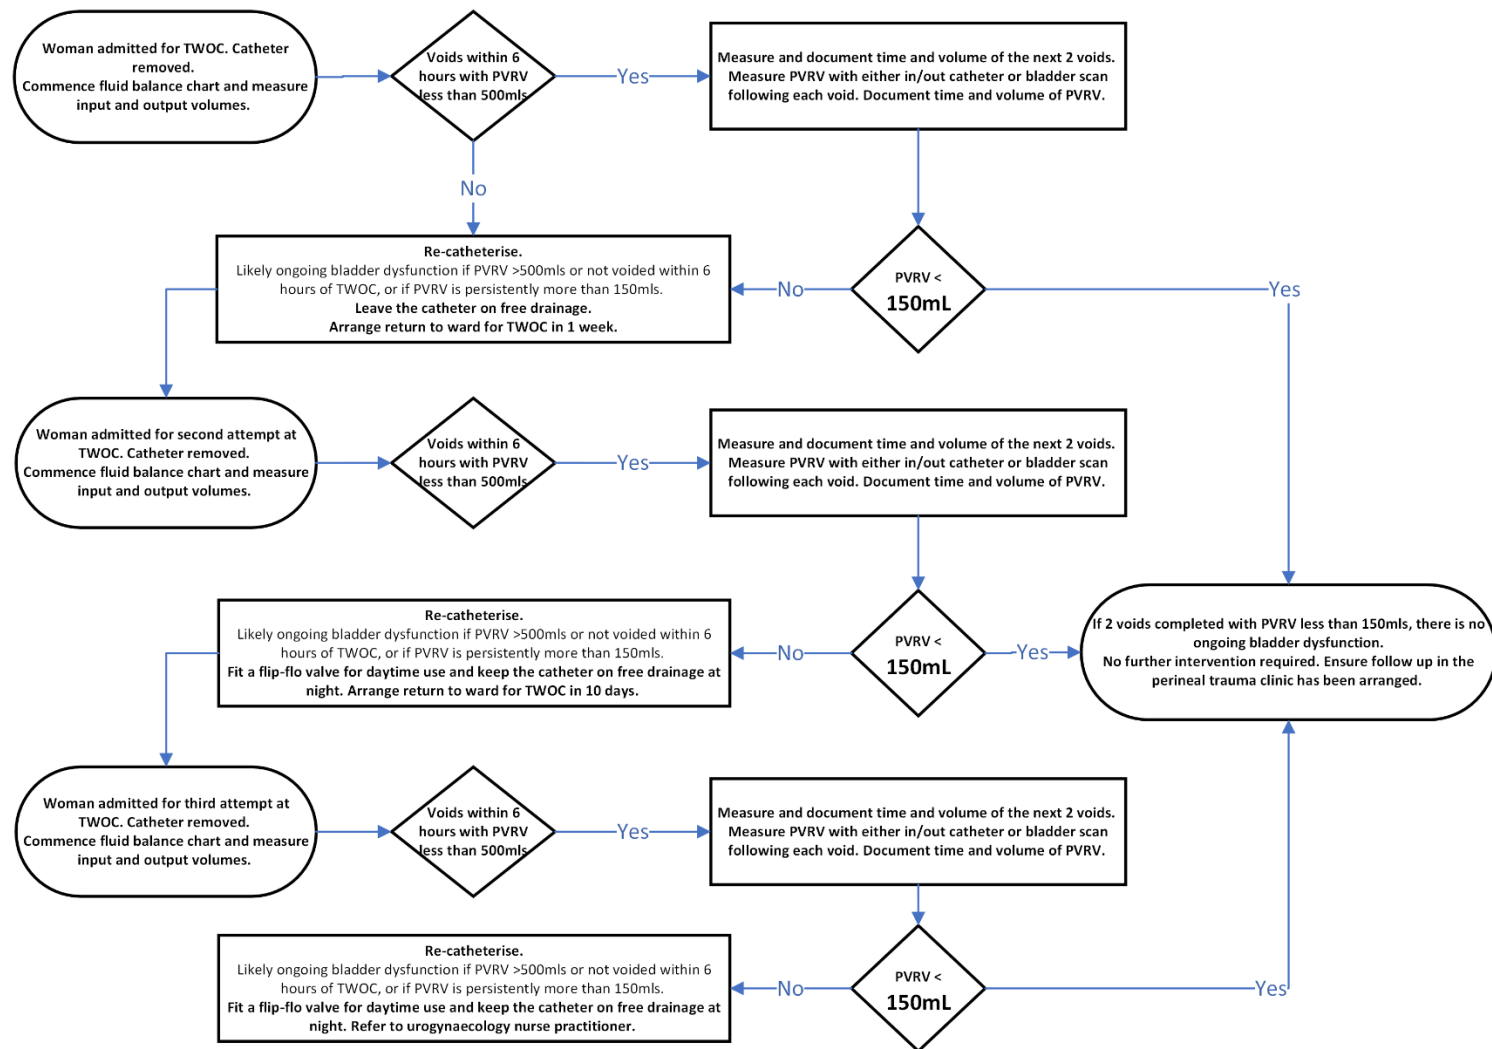 Woman admitted for TWOC. Catheter
removed.
Commence fluid balance chart and measure
input and output volumes.
Voids within 6
hours with PVRV
less than 500mls
Yes
Measure and document time and volume of the next 2 voids.
Measure PVRV with either in/out catheter or bladder scan
following each void. Document time and volume of PVRV.
No
Re-catheterise.
Likely ongoing bladder dysfunction if PVRV >500mls or not voided within 6
hours of TWOC, or if PVRV is persistently more than 150mls.
Leave the catheter on free drainage.
Arrange return to ward for TWOC in 1 week.
No
PVRV <
150mL
Yes
Woman admitted for second attempt at
TWOC. Catheter removed.
Commence fluid balance chart and measure
input and output volumes.
Voids within 6
hours with PVRV
less than 500mls
Yes
Measure and document time and volume of the next 2 voids.
Measure PVRV with either in/out catheter or bladder scan
following each void. Document time and volume of PVRV.
Re-catheterise.
Likely ongoing bladder dysfunction if PVRV >500mls or not voided within 6
hours of TWOC, or if PVRV is persistently more than 150mls.
Fit a flip-flo valve for daytime use and keep the catheter on free drainage at
night. Arrange return to ward for TWOC in 10 days.
No
PVRV <
150mL
Yes
If 2 voids completed with PVRV less than 150mls, there is no
ongoing bladder dysfunction.
No further intervention required. Ensure follow up in the
perineal trauma clinic has been arranged.
Woman admitted for third attempt at
TWOC. Catheter removed.
Commence fluid balance chart and measure
input and output volumes.
Voids within 6
hours with PVRV
less than 500mls
Yes
Measure and document time and volume of the next 2 voids.
Measure PVRV with either in/out catheter or bladder scan
following each void. Document time and volume of PVRV.
Re-catheterise.
Likely ongoing bladder dysfunction if PVRV >500mls or not voided within 6
hours of TWOC, or if PVRV is persistently more than 150mls.
Fit a flip-flo valve for daytime use and keep the catheter on free drainage at
night. Refer to urogynaecology nurse practitioner.
No
PVRV <
150mL
Yes